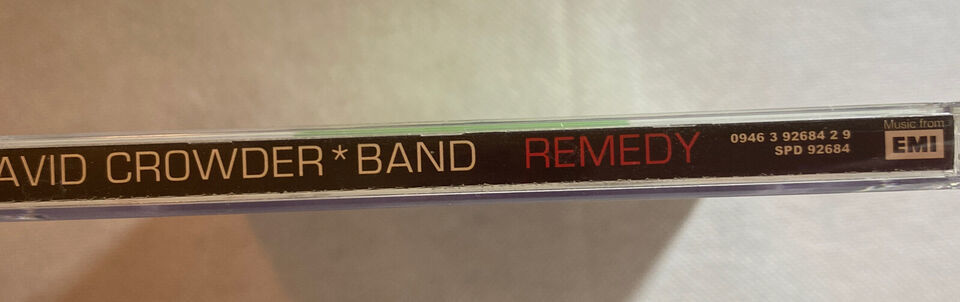 AVID CROWDER*BAND REMEDY
0946 3 92684 2 9
SPD 92684
Music from
EMI